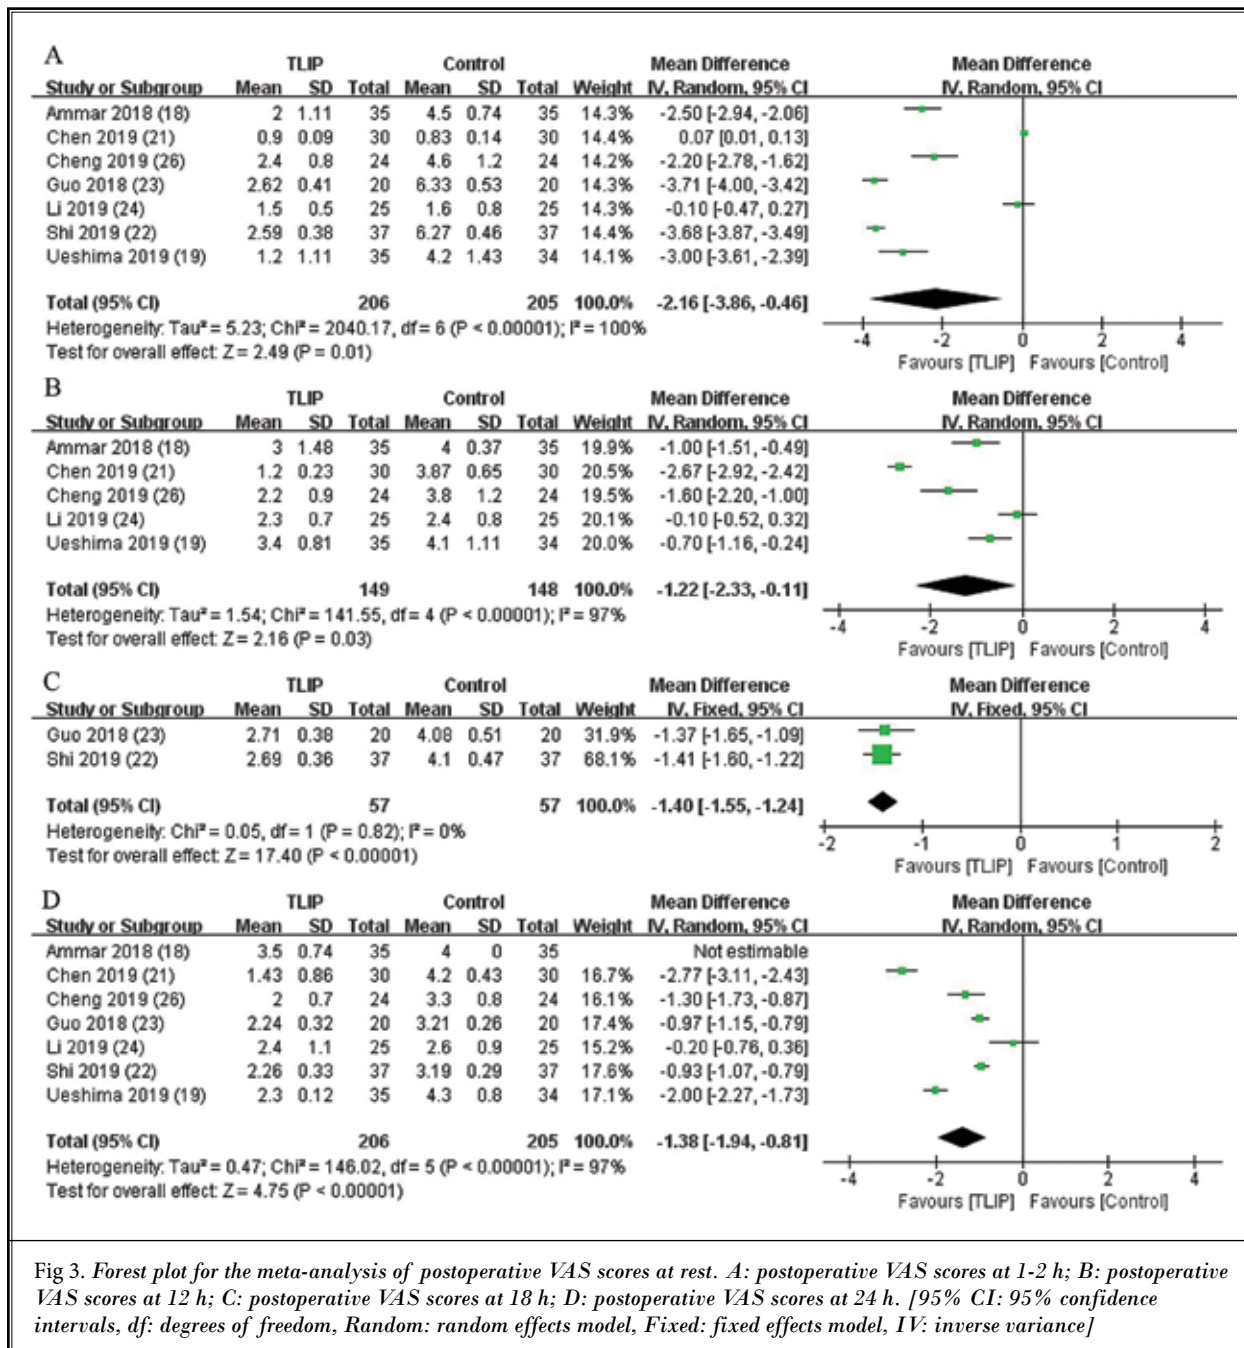 A
TLIP Control Mean Difference Mean Difference
Study or Subgroup Mean SD Total Mean SD Total Weight IV, Random, 95% CI IV, Random, 95% CI
Ammar 2018 (18) 2 1.11 35 4.5 0.74 35 14.3% -2.50 [-2.94, -2.06]
Chen 2019 (21) 0.9 0.09 30 0.83 0.14 30 14.4% 0.07 [0.01, 0.13]
Cheng 2019 (26) 2.4 0.8 24 4.6 1.2 24 14.2% -2.20 [-2.78, -1.62]
Guo 2018 (23) 2.62 0.41 20 6.33 0.53 20 14.3% -3.71 [-4.00, -3.42]
Li 2019 (24) 1.5 0.5 25 1.6 0.8 25 14.3% -0.10 [-0.47, 0.27]
Shi 2019 (22) 2.59 0.38 37 6.27 0.46 37 14.4% -3.68 [-3.87, -3.49]
Ueshima 2019 (19) 1.2 1.11 35 4.2 1.43 34 14.1% -3.00 [-3.61, -2.39]
Total (95% CI) 206 205 100.0% -2.16 [-3.86, -0.46]
Heterogeneity: Tau² = 5.23; Chi² = 2040.17, df = 6 (P < 0.00001); I² = 100%
Test for overall effect: Z = 2.49 (P = 0.01)
-4 -2 0 2 4
Favours [TLIP] Favours [Control]
B
TLIP Control Mean Difference Mean Difference
Study or Subgroup Mean SD Total Mean SD Total Weight IV, Random, 95% CI IV, Random, 95% CI
Ammar 2018 (18) 3 1.48 35 4 0.37 35 19.9% -1.00 [-1.51, -0.49]
Chen 2019 (21) 1.2 0.23 30 3.87 0.65 30 20.5% -2.67 [-2.92, -2.42]
Cheng 2019 (26) 2.2 0.9 24 3.8 1.2 24 19.5% -1.60 [-2.20, -1.00]
Li 2019 (24) 2.3 0.7 25 2.4 0.8 25 20.1% -0.10 [-0.52, 0.32]
Ueshima 2019 (19) 3.4 0.81 35 4.1 1.11 34 20.0% -0.70 [-1.16, -0.24]
Total (95% CI) 149 148 100.0% -1.22 [-2.33, -0.11]
Heterogeneity: Tau² = 1.54; Chi² = 141.55, df = 4 (P < 0.00001); I² = 97%
Test for overall effect: Z = 2.16 (P = 0.03)
-4 -2 0 2 4
Favours [TLIP] Favours [Control]
C
TLIP Control Mean Difference Mean Difference
Study or Subgroup Mean SD Total Mean SD Total Weight IV, Fixed, 95% CI IV, Fixed, 95% CI
Guo 2018 (23) 2.71 0.38 20 4.08 0.51 20 31.9% -1.37 [-1.65, -1.09]
Shi 2019 (22) 2.69 0.36 37 4.1 0.47 37 68.1% -1.41 [-1.60, -1.22]
Total (95% CI) 57 57 100.0% -1.40 [-1.55, -1.24]
Heterogeneity: Chi² = 0.05, df = 1 (P = 0.82); I² = 0%
Test for overall effect: Z = 17.40 (P < 0.00001)
-2 -1 0 1 2
Favours [TLIP] Favours [Control]
D
TLIP Control Mean Difference Mean Difference
Study or Subgroup Mean SD Total Mean SD Total Weight IV, Random, 95% CI IV, Random, 95% CI
Ammar 2018 (18) 3.5 0.74 35 4 0 35 Not estimable
Chen 2019 (21) 1.43 0.86 30 4.2 0.43 30 16.7% -2.77 [-3.11, -2.43]
Cheng 2019 (26) 2 0.7 24 3.3 0.8 24 16.1% -1.30 [-1.73, -0.87]
Guo 2018 (23) 2.24 0.32 20 3.21 0.26 20 17.4% -0.97 [-1.15, -0.79]
Li 2019 (24) 2.4 1.1 25 2.6 0.9 25 15.2% -0.20 [-0.76, 0.36]
Shi 2019 (22) 2.26 0.33 37 3.19 0.29 37 17.6% -0.93 [-1.07, -0.79]
Ueshima 2019 (19) 2.3 0.12 35 4.3 0.8 34 17.1% -2.00 [-2.27, -1.73]
Total (95% CI) 206 205 100.0% -1.38 [-1.94, -0.81]
Heterogeneity: Tau² = 0.47; Chi² = 146.02, df = 5 (P < 0.00001); I² = 97%
Test for overall effect: Z = 4.75 (P < 0.00001)
-4 -2 0 2 4
Favours [TLIP] Favours [Control]
Fig 3. Forest plot for the meta-analysis of postoperative VAS scores at rest. A: postoperative VAS scores at 1-2 h; B: postoperative
VAS scores at 12 h; C: postoperative VAS scores at 18 h; D: postoperative VAS scores at 24 h. [95% CI: 95% confidence
intervals, df: degrees of freedom, Random: random effects model, Fixed: fixed effects model, IV: inverse variance]